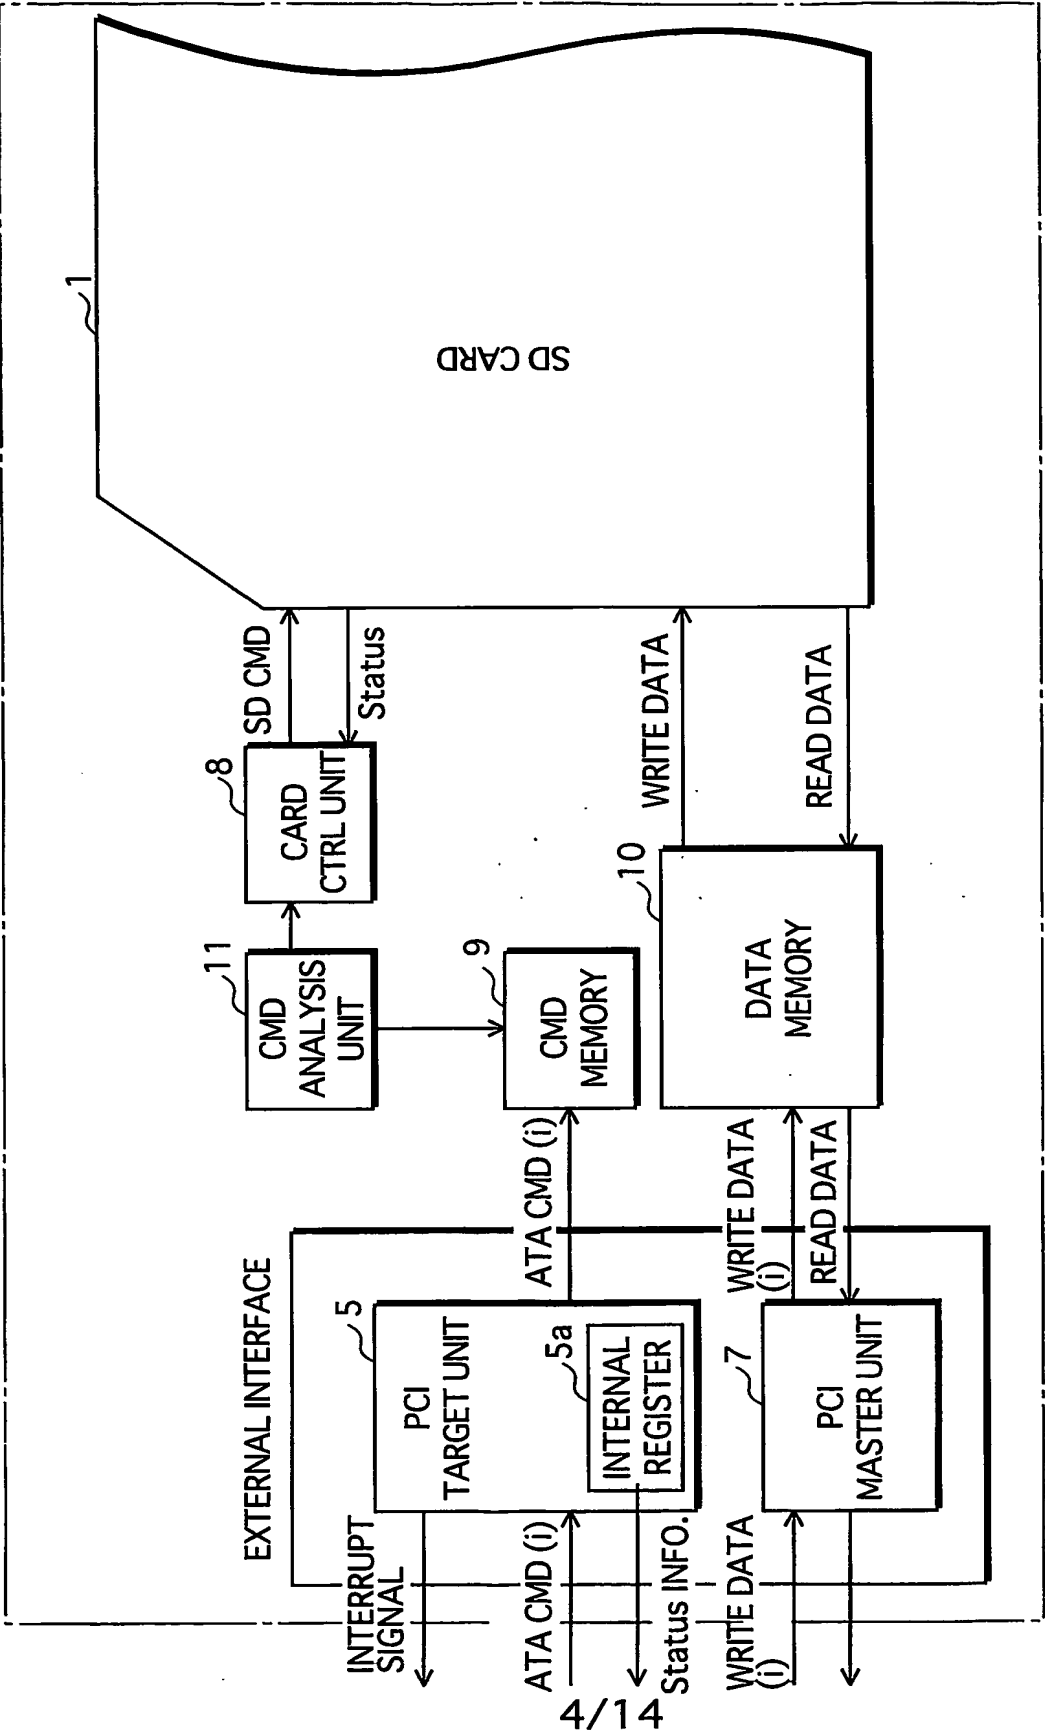 1
SD CARD
SD CMD
Status
WRITE DATA
READ DATA
8
CARD
CTRL UNIT
11
CMD
ANALYSIS
UNIT
9
CMD
MEMORY
10
DATA
MEMORY
ATA CMD (i)
WRITE DATA
(i)
READ DATA
EXTERNAL INTERFACE
5
PCI
TARGET UNIT
5a
INTERNAL
REGISTER
7
PCI
MASTER UNIT
INTERRUPT
SIGNAL
ATA CMD (i)
Status INFO.
WRITE DATA
(i)
4/14